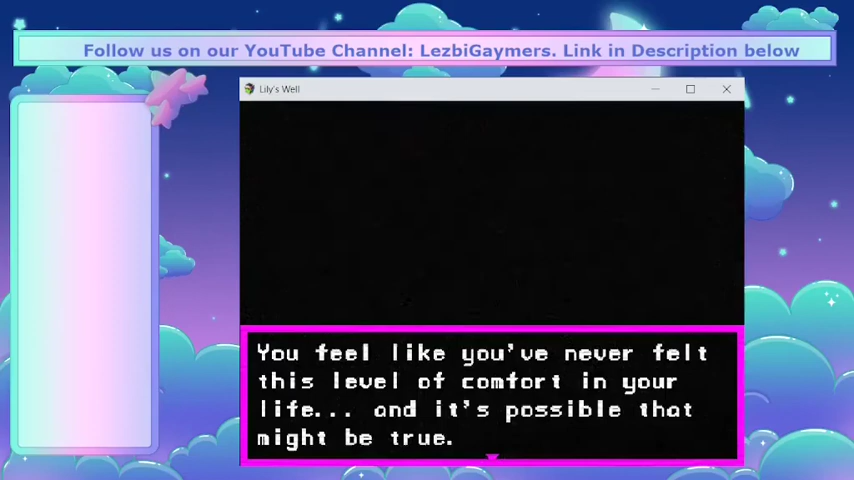 Follow us on our YouTube Channel: LezbiGaymers. Link in Description below
Lily's Well
You feel like you've never felt
this level of comfort in your
life... and it's possible that
might be true.